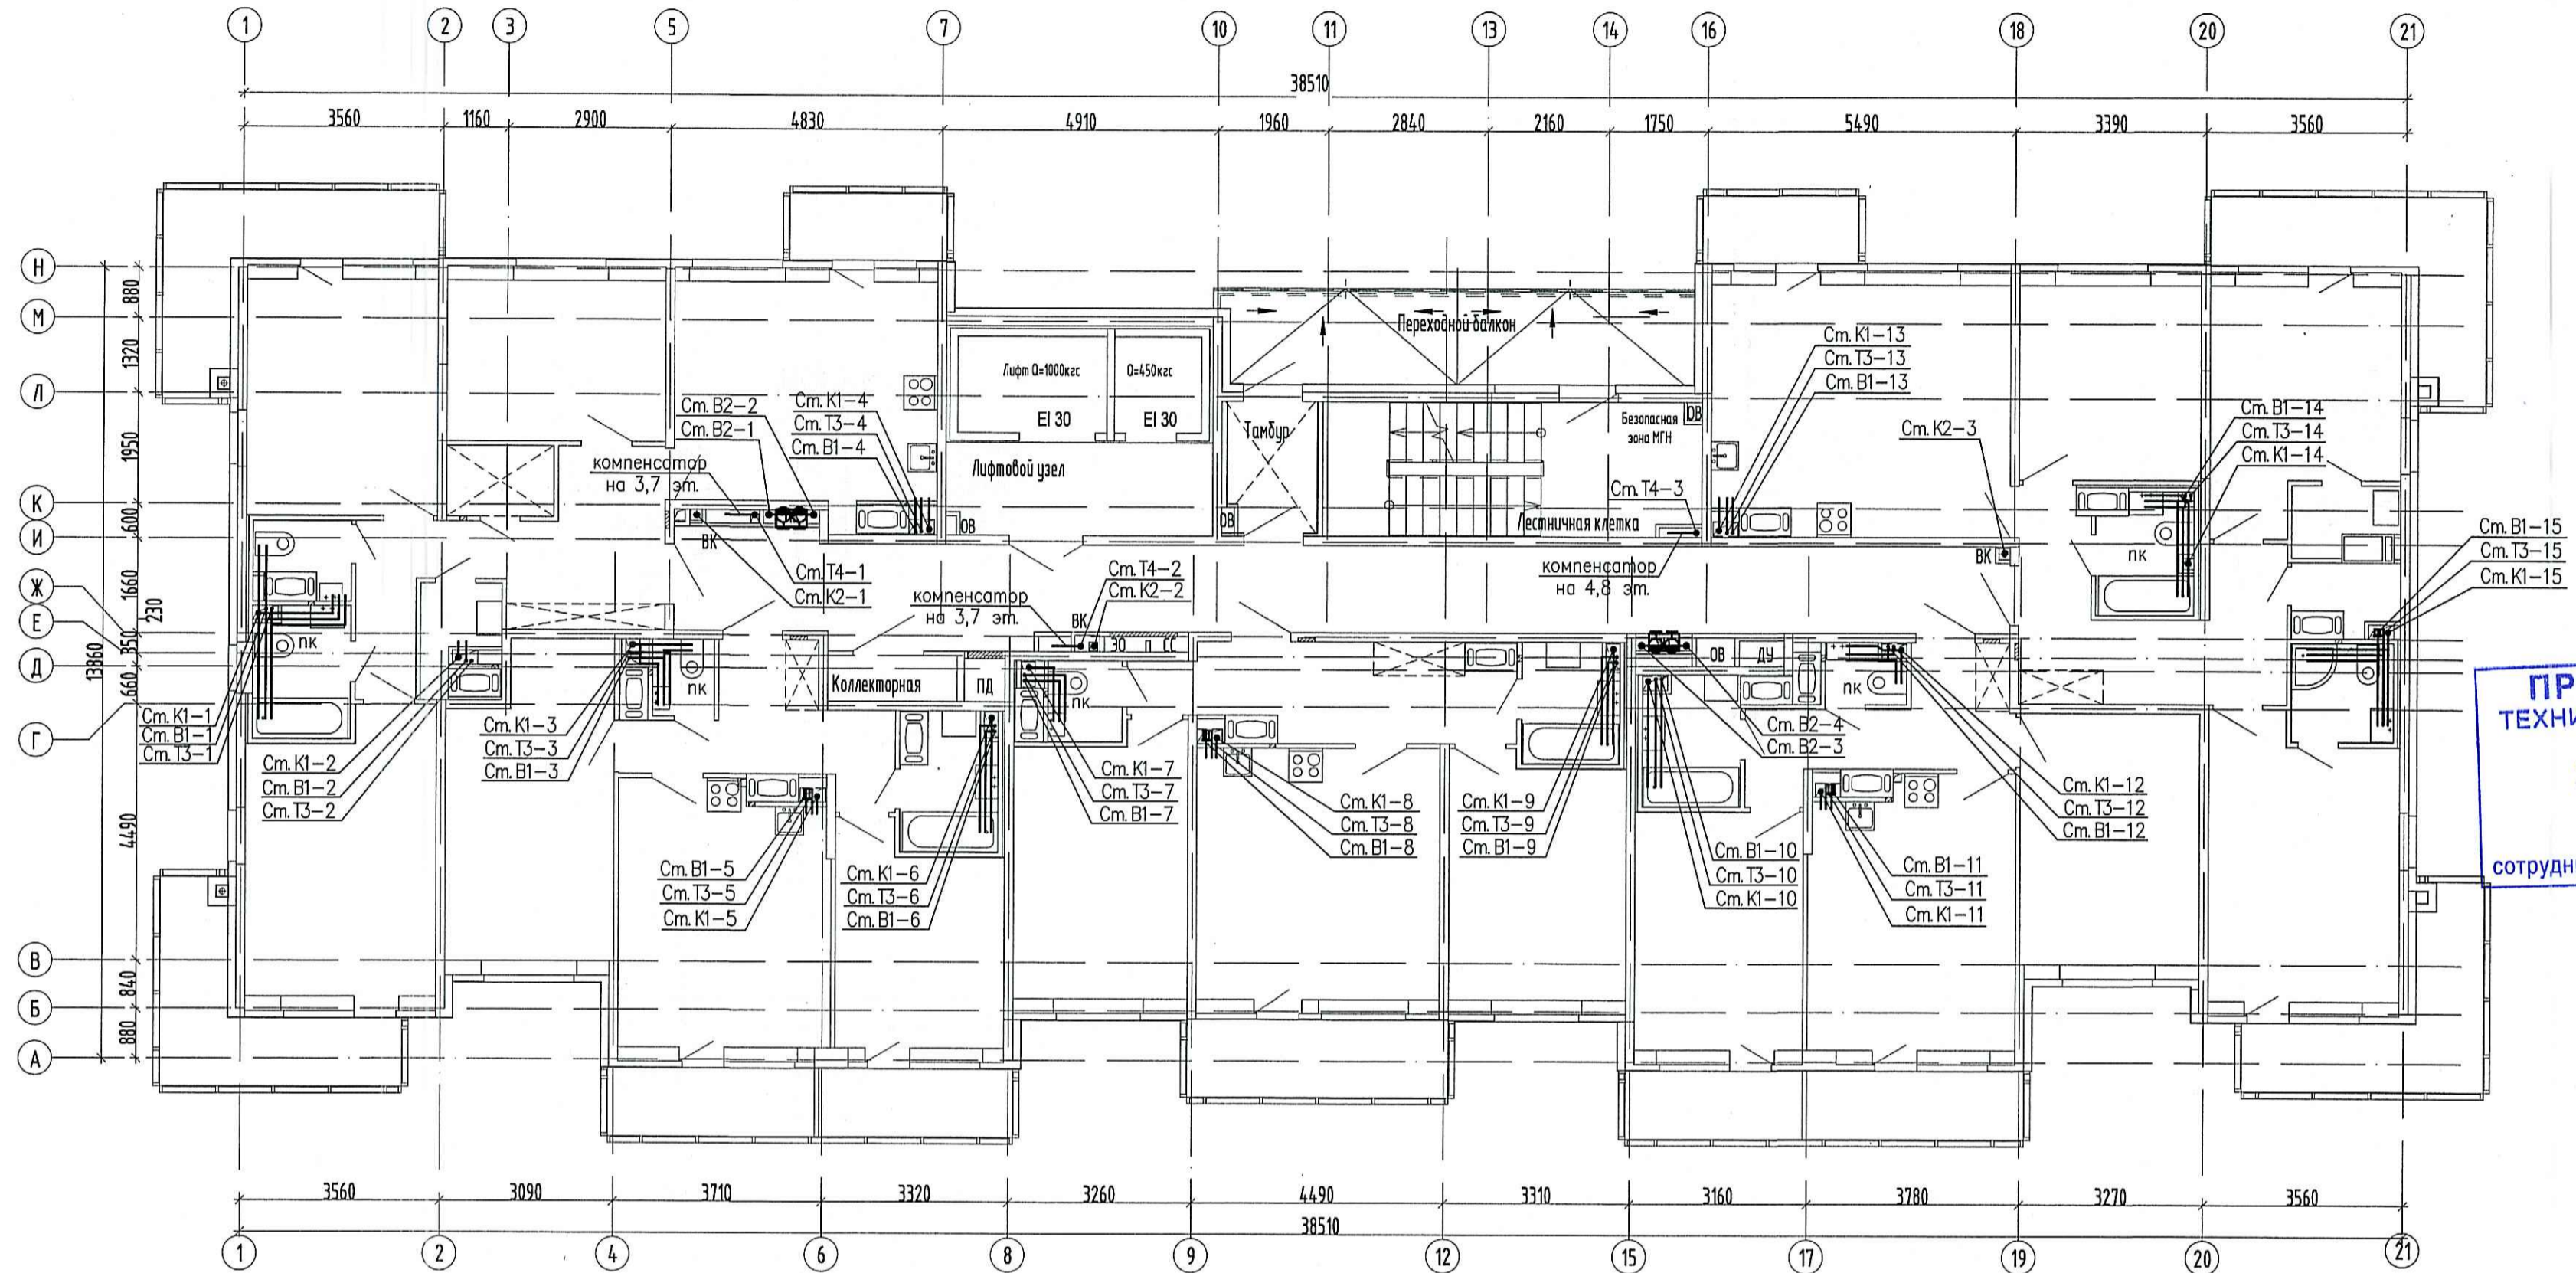 1 2 3 5 7 10 11 13 14 16 18 20 21
38510
3560 1160 2900 4830 4910 1960 2840 2160 1750 5490 3390 3560
Н
М
Л
К
И
Ж
Е
Д
Г
В
Б
А
13860
880
1320
1950
600
1660
230
350
660
4490
840
880
Переходной балкон
Лифт Q=1000кгс
Q=450кгс
EI 30
EI 30
Лифтовой узел
Тамбур
ОВ
ОВ
Безопасная
зона МГН
ОВ
Лестничная клетка
Ст. В2-2
Ст. В2-1
Ст. К1-4
Ст. Т3-4
Ст. В1-4
компенсатор
на 3,7 эт.
ВК
Ст. Т4-1
Ст. К2-1
Ст. К1-13
Ст. Т3-13
Ст. В1-13
Ст. К2-3
Ст. Т4-3
компенсатор
на 4,8 эт.
ВК
Ст. В1-14
Ст. Т3-14
Ст. К1-14
пк
Ст. В1-15
Ст. Т3-15
Ст. К1-15
Ст. Т4-2
Ст. К2-2
компенсатор
на 3,7 эт.
ВК
ЭО П СС
пк
пк
Коллекторная
ПД
пк
ОВ
ДУ
пк
Ст. К1-1
Ст. В1-1
Ст. Т3-1
Ст. К1-2
Ст. В1-2
Ст. Т3-2
Ст. К1-3
Ст. Т3-3
Ст. В1-3
Ст. В1-5
Ст. Т3-5
Ст. К1-5
Ст. К1-6
Ст. Т3-6
Ст. В1-6
Ст. К1-7
Ст. Т3-7
Ст. В1-7
Ст. К1-8
Ст. Т3-8
Ст. В1-8
Ст. К1-9
Ст. Т3-9
Ст. В1-9
Ст. В2-4
Ст. В2-3
Ст. В1-10
Ст. Т3-10
Ст. К1-10
Ст. В1-11
Ст. Т3-11
Ст. К1-11
Ст. К1-12
Ст. Т3-12
Ст. В1-12
ПР
ТЕХНИ
сотрудн
3560 3090 3710 3320 3260 4490 3310 3160 3780 3270 3560
38510
1 2 4 6 8 9 12 15 17 19 20 21